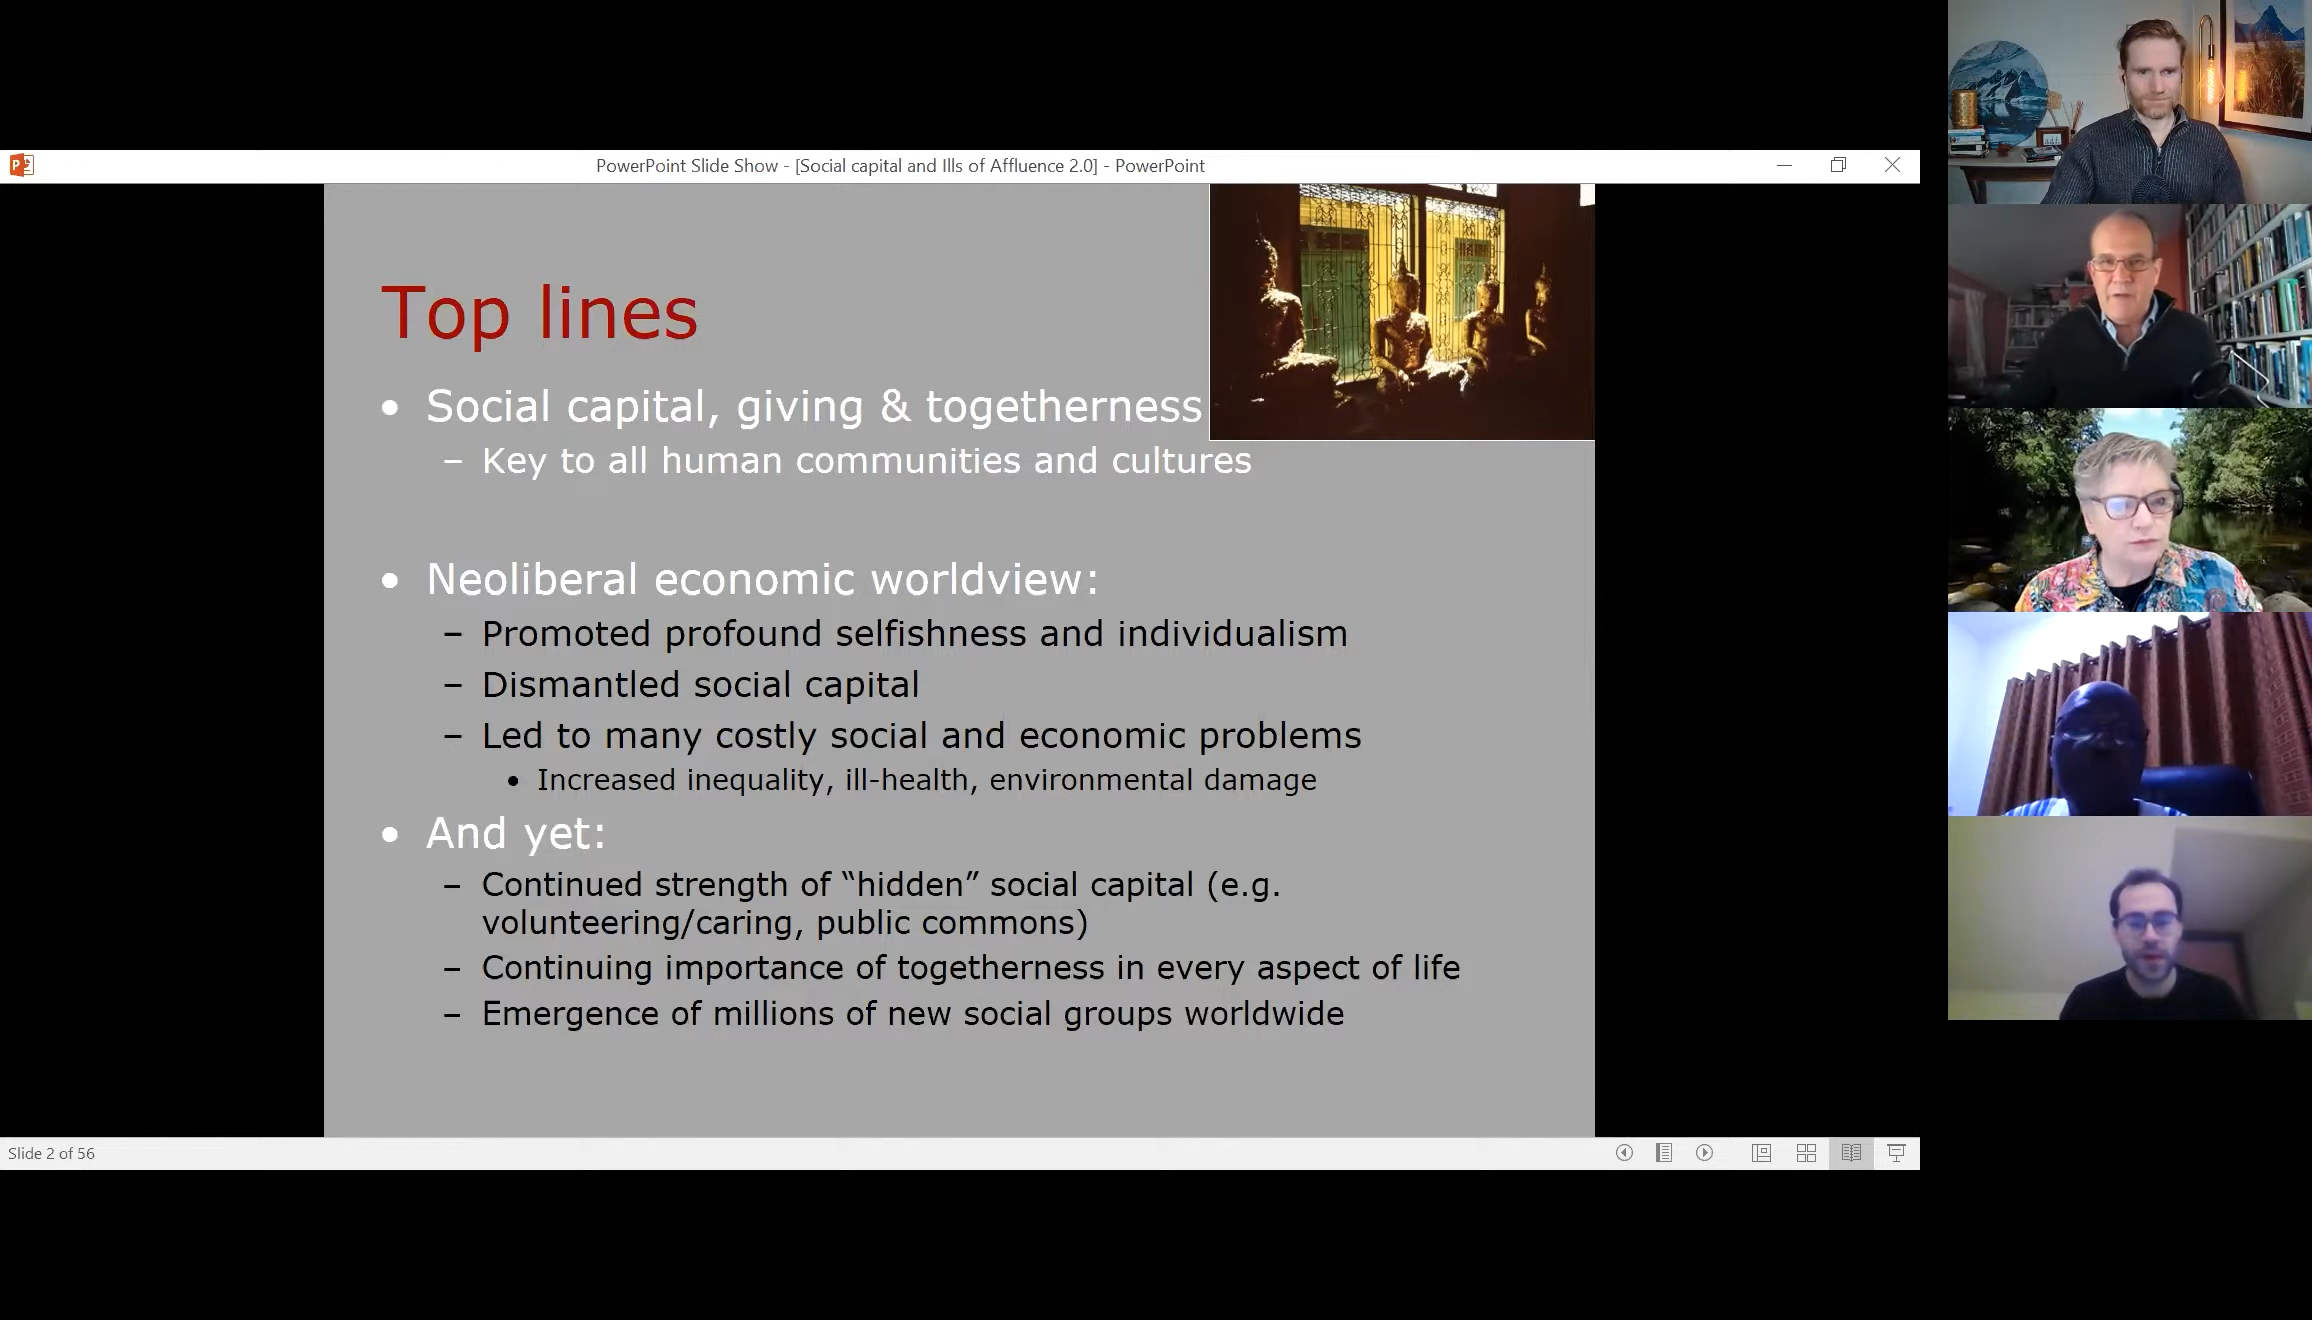 PowerPoint Slide Show - [Social capital and Ills of Affluence 2.0] - PowerPoint
Top lines
• Social capital, giving & togetherness
– Key to all human communities and cultures
• Neoliberal economic worldview:
– Promoted profound selfishness and individualism
– Dismantled social capital
– Led to many costly social and economic problems
• Increased inequality, ill-health, environmental damage
• And yet:
– Continued strength of “hidden” social capital (e.g.
volunteering/caring, public commons)
– Continuing importance of togetherness in every aspect of life
– Emergence of millions of new social groups worldwide
Slide 2 of 56